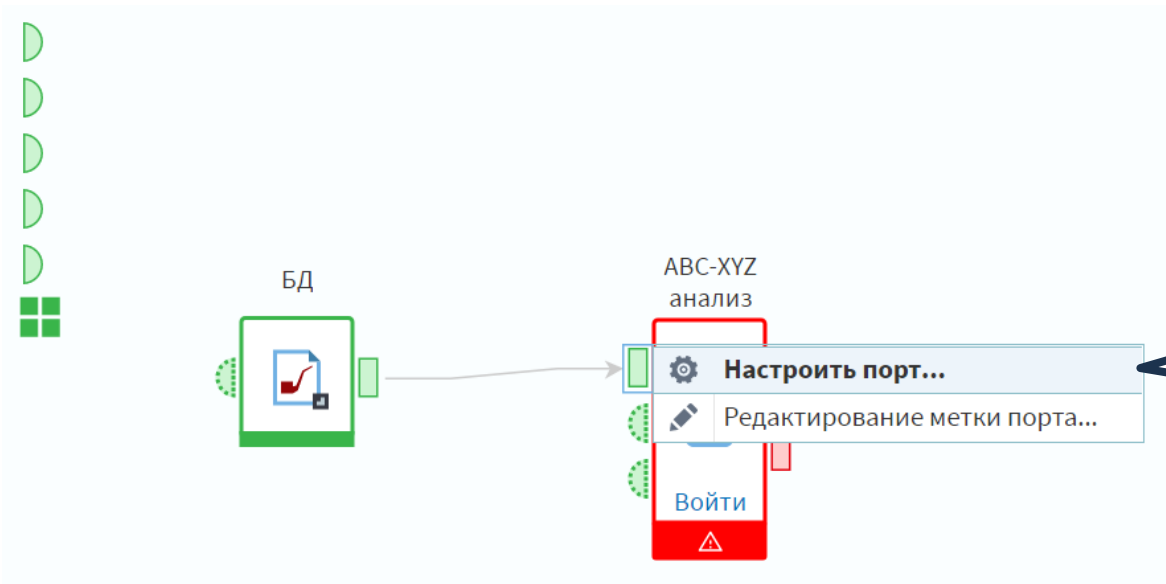 БД
ABC-XYZ
анализ
Настроить порт...
Редактирование метки порта...
Войти